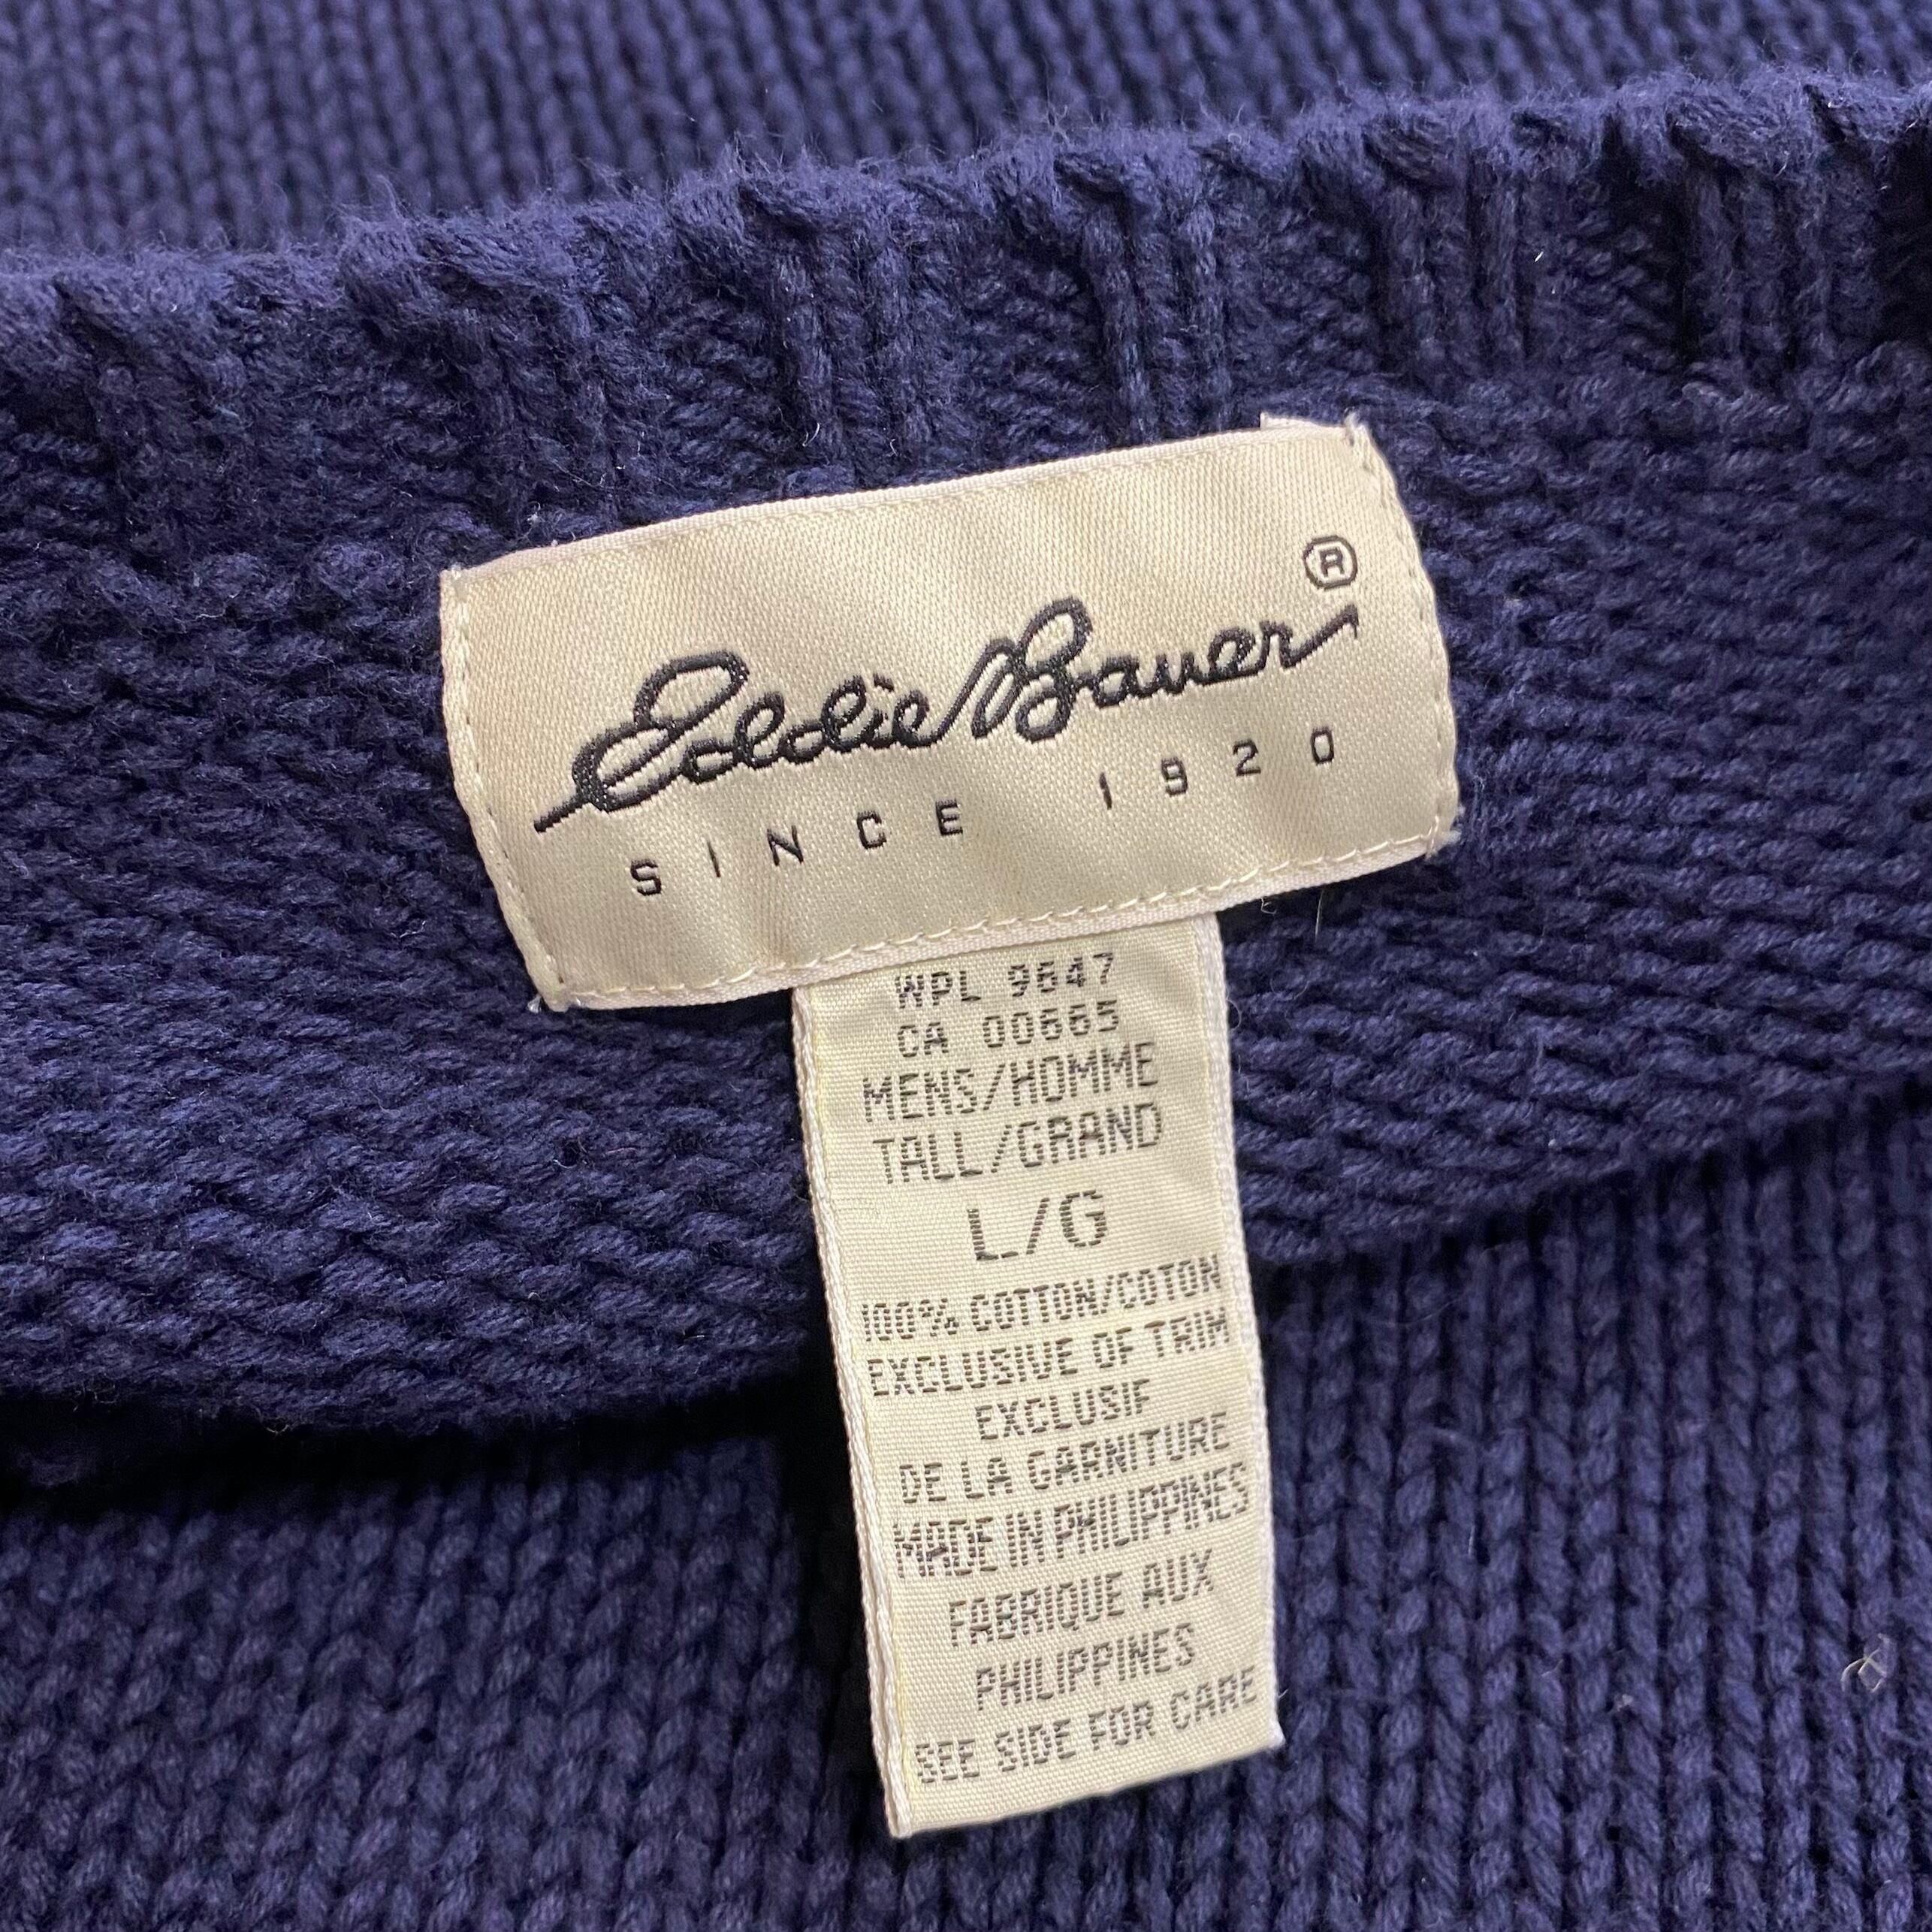 Eddie Bauer ®
SINCE 1920
WPL 9647
CA 00665
MENS/HOMME
TALL/GRAND
L/G
100% COTTON/COTON
EXCLUSIVE OF TRIM
EXCLUSIF
DE LA GARNITURE
MADE IN PHILIPPINES
FABRIQUE AUX
PHILIPPINES
SEE SIDE FOR CARE